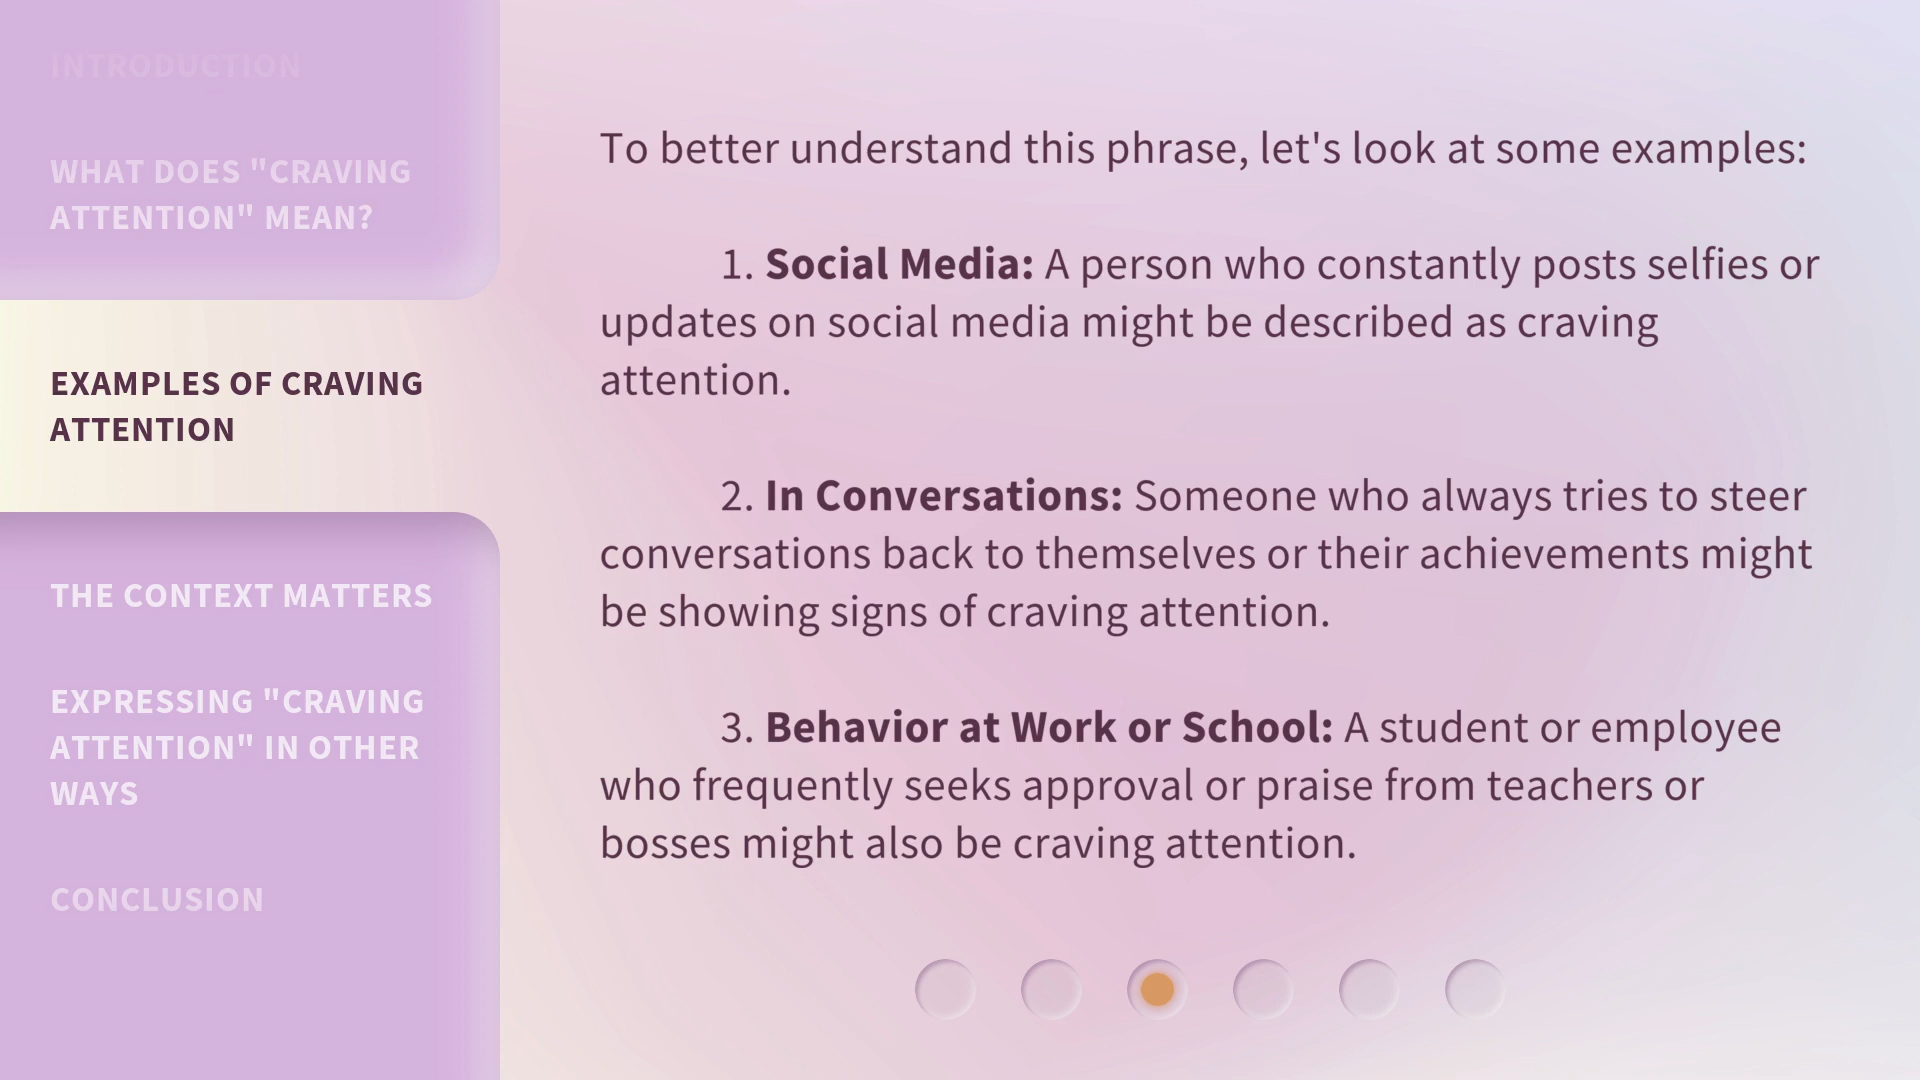 INTRODUCTION
WHAT DOES "CRAVING
ATTENTION" MEAN?
EXAMPLES OF CRAVING
ATTENTION
THE CONTEXT MATTERS
EXPRESSING "CRAVING
ATTENTION" IN OTHER
WAYS
CONCLUSION
To better understand this phrase, let's look at some examples:
1. Social Media: A person who constantly posts selfies or
updates on social media might be described as craving
attention.
2. In Conversations: Someone who always tries to steer
conversations back to themselves or their achievements might
be showing signs of craving attention.
3. Behavior at Work or School: A student or employee
who frequently seeks approval or praise from teachers or
bosses might also be craving attention.